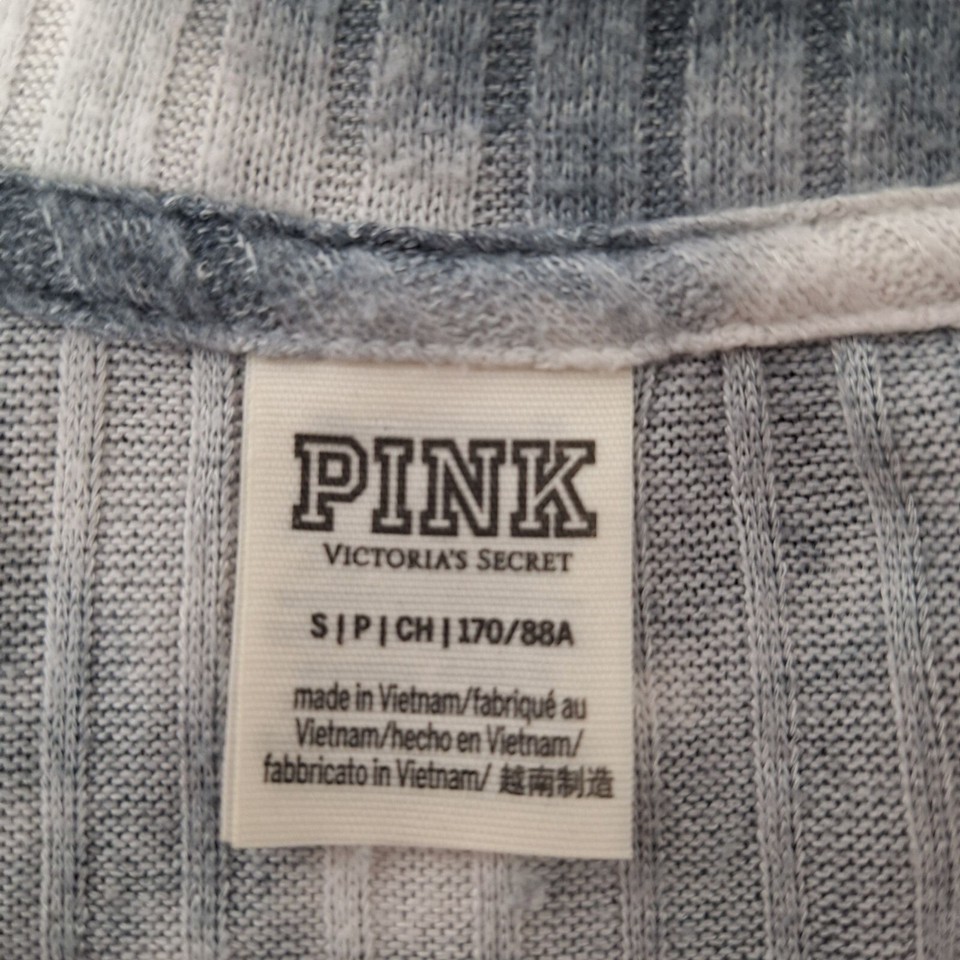 PINK
VICTORIA'S SECRET
S | P | CH | 170/88A
made in Vietnam/fabriqué au
Vietnam/hecho en Vietnam/
fabbricato in Vietnam/ 越南制造